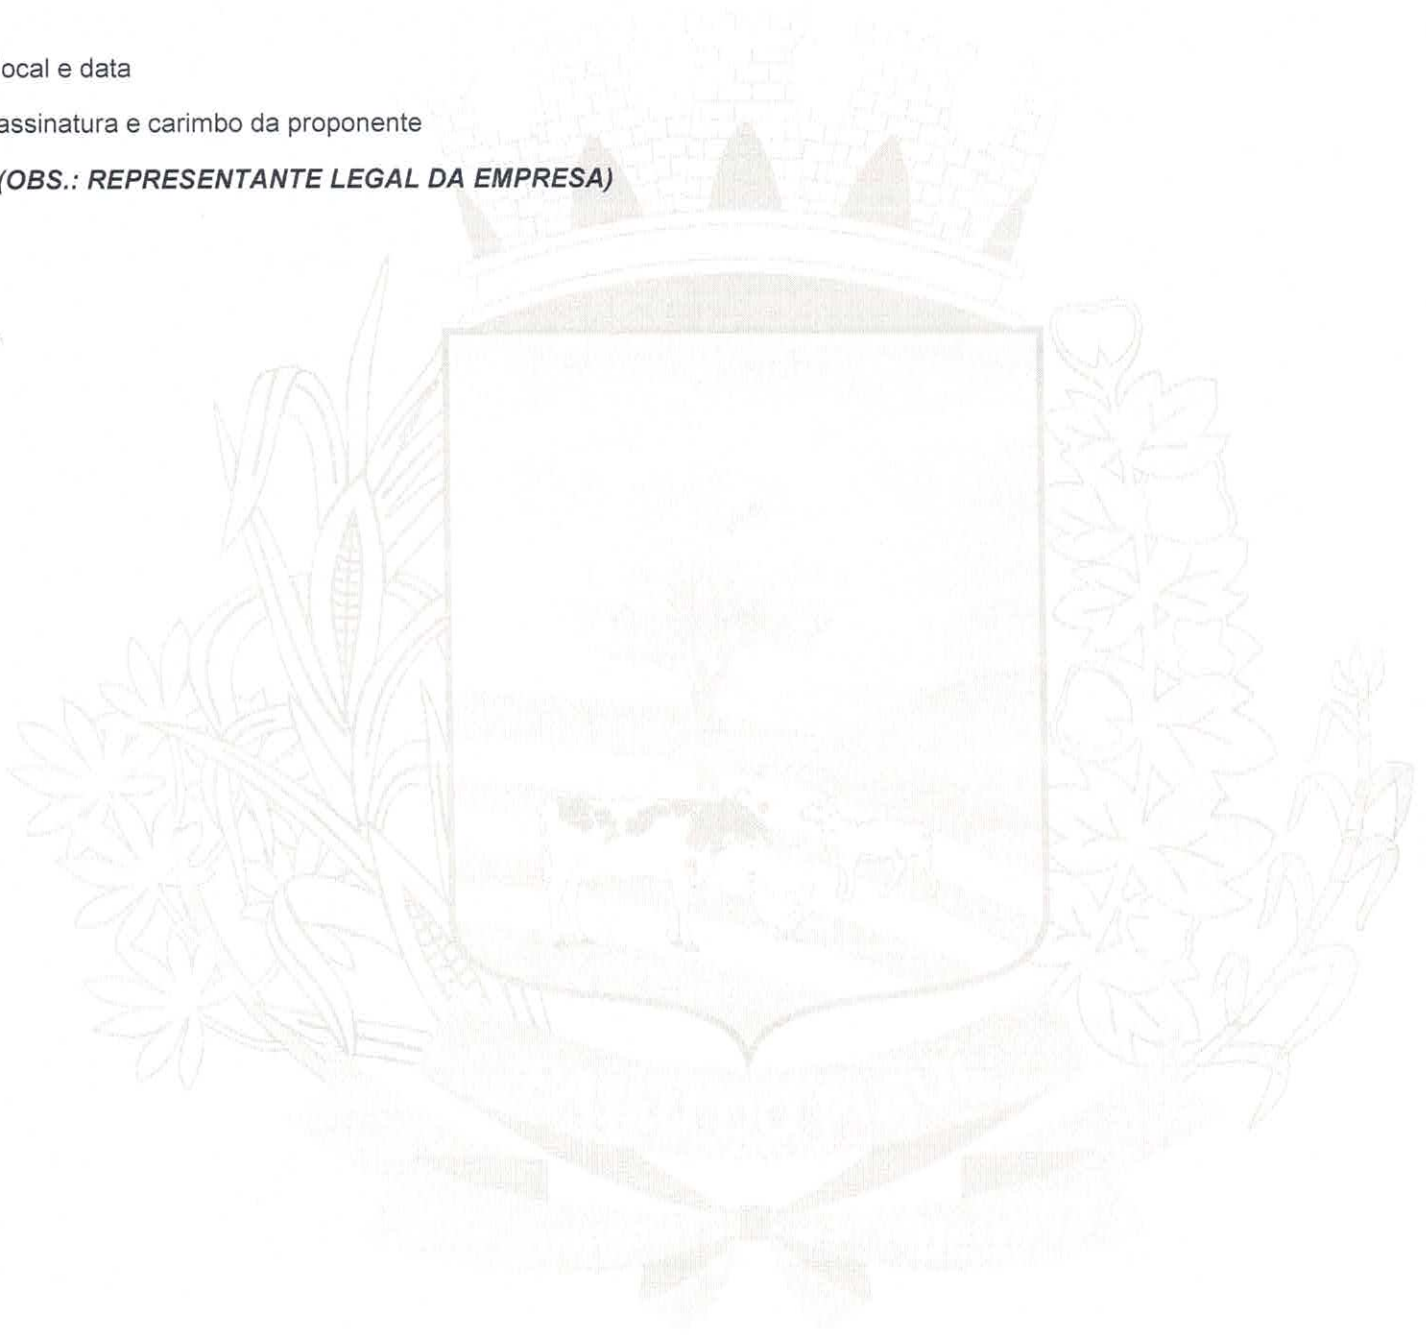 ocal e data
assinatura e carimbo da proponente
(OBS.: REPRESENTANTE LEGAL DA EMPRESA)